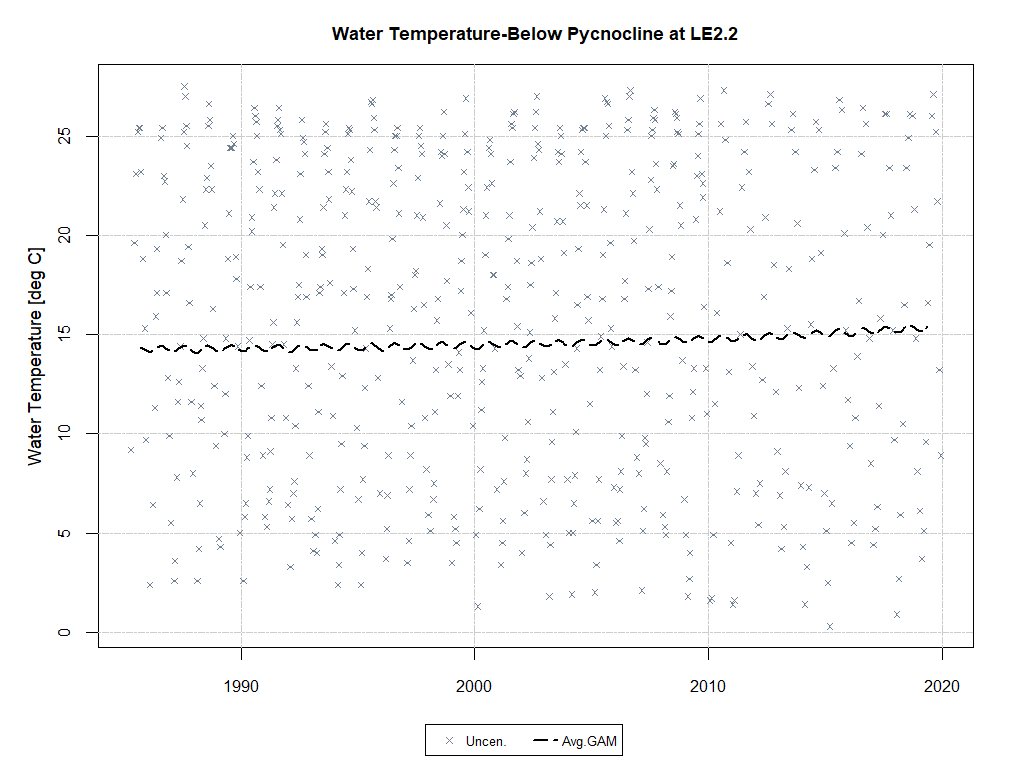 Water Temperature-Below Pycnocline at LE2.2
Water Temperature [deg C]
25
20
15
10
5
0
1990
2000
2010
2020
Uncen.
Avg.GAM